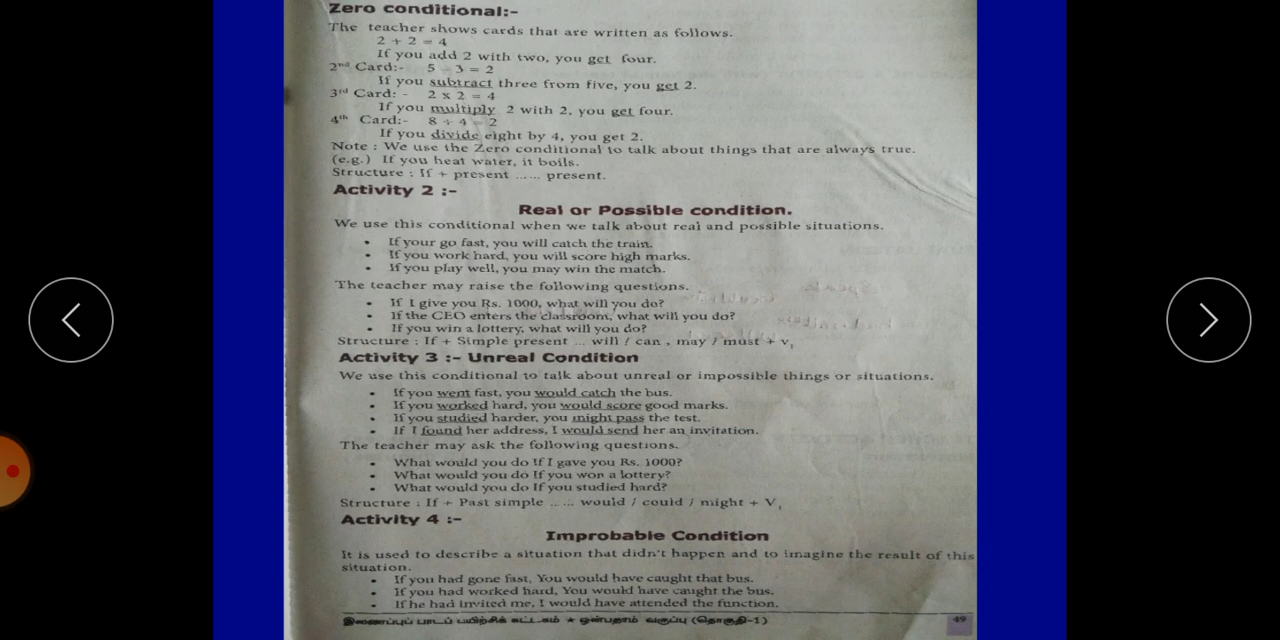 Zero conditional:-
The teacher shows cards that are written as follows.
2 + 2 = 4
If you add 2 with two, you get four.
2nd Card:- 5 - 3 = 2
If you subtract three from five, you get 2.
3rd Card: - 2 x 2 = 4
If you multiply 2 with 2, you get four.
4th Card:- 8 ÷ 4 = 2
If you divide eight by 4, you get 2.
Note : We use the Zero conditional to talk about things that are always true.
(e.g.) If you heat water, it boils.
Structure : If + present ...... present.
Activity 2 :-
Real or Possible condition.
We use this conditional when we talk about real and possible situations.
• If your go fast, you will catch the train.
• If you work hard, you will score high marks.
• If you play well, you may win the match.
The teacher may raise the following questions.
• If I give you Rs. 1000, what will you do?
• If the CEO enters the classroom, what will you do?
• If you win a lottery, what will you do?
Structure : If + Simple present ... will / can , may / must + v1
Activity 3 :- Unreal Condition
We use this conditional to talk about unreal or impossible things or situations.
• If you went fast, you would catch the bus.
• If you worked hard, you would score good marks.
• If you studied harder, you might pass the test.
• If I found her address, I would send her an invitation.
The teacher may ask the following questions.
• What would you do If I gave you Rs. 1000?
• What would you do If you won a lottery?
• What would you do If you studied hard?
Structure : If + Past simple ... ... would / could / might + V1
Activity 4 :-
Improbable Condition
It is used to describe a situation that didn't happen and to imagine the result of this
situation.
• If you had gone fast, You would have caught that bus.
• If you had worked hard, You would have caught the bus.
• If he had invited me, I would have attended the function.
இணைப்புப் பாடப் பயிற்சிக் கட்டகம் ★ ஒன்பதாம் வகுப்பு (தொகுதி-1) 49